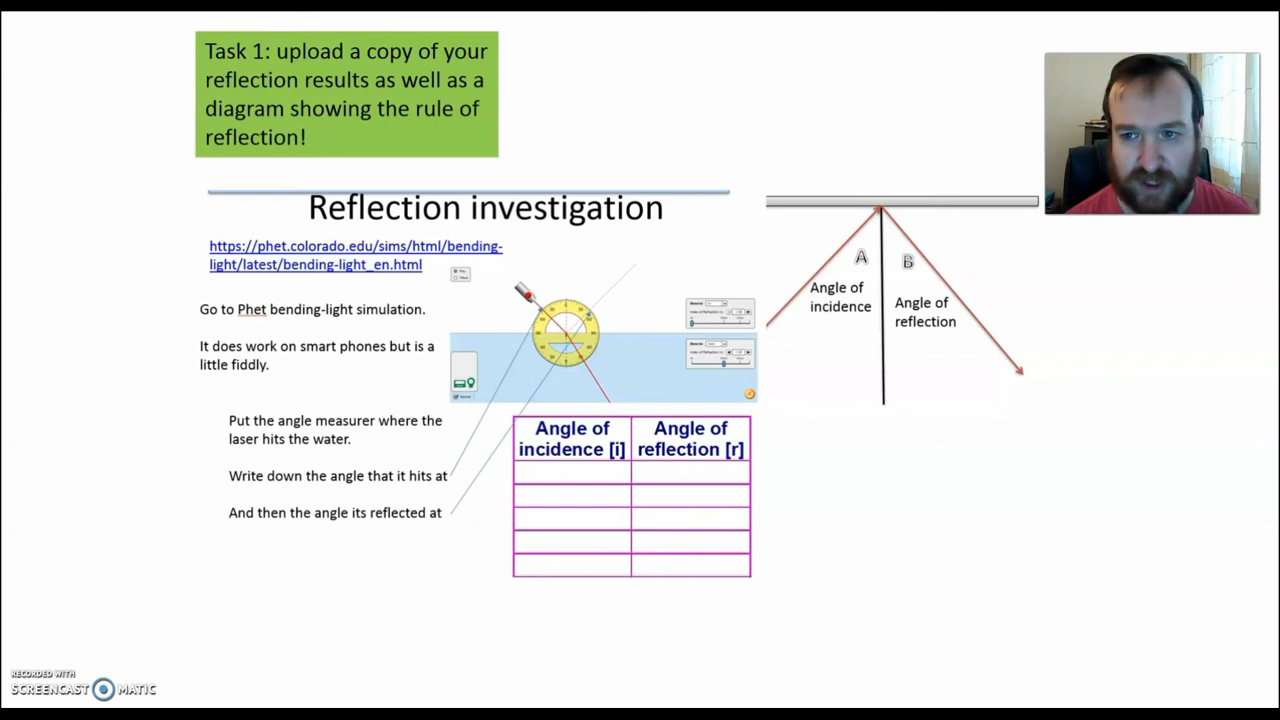 Task 1: upload a copy of your
reflection results as well as a
diagram showing the rule of
reflection!
Reflection investigation
https://phet.colorado.edu/sims/html/bending-
light/latest/bending-light_en.html
Go to Phet bending-light simulation.
It does work on smart phones but is a
little fiddly.
Put the angle measurer where the
laser hits the water.
Write down the angle that it hits at
And then the angle its reflected at
Angle of
incidence [i]
Angle of
reflection [r]
A
B
Angle of
incidence
Angle of
reflection
RECORDED WITH
SCREENCAST MATIC